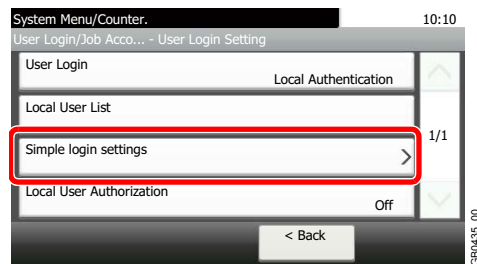 System Menu/Counter.
10:10
User Login/Job Acco... - User Login Setting
User Login
Local Authentication
Local User List
1/1
Simple login settings
Local User Authorization
Off
< Back
GB0435_00